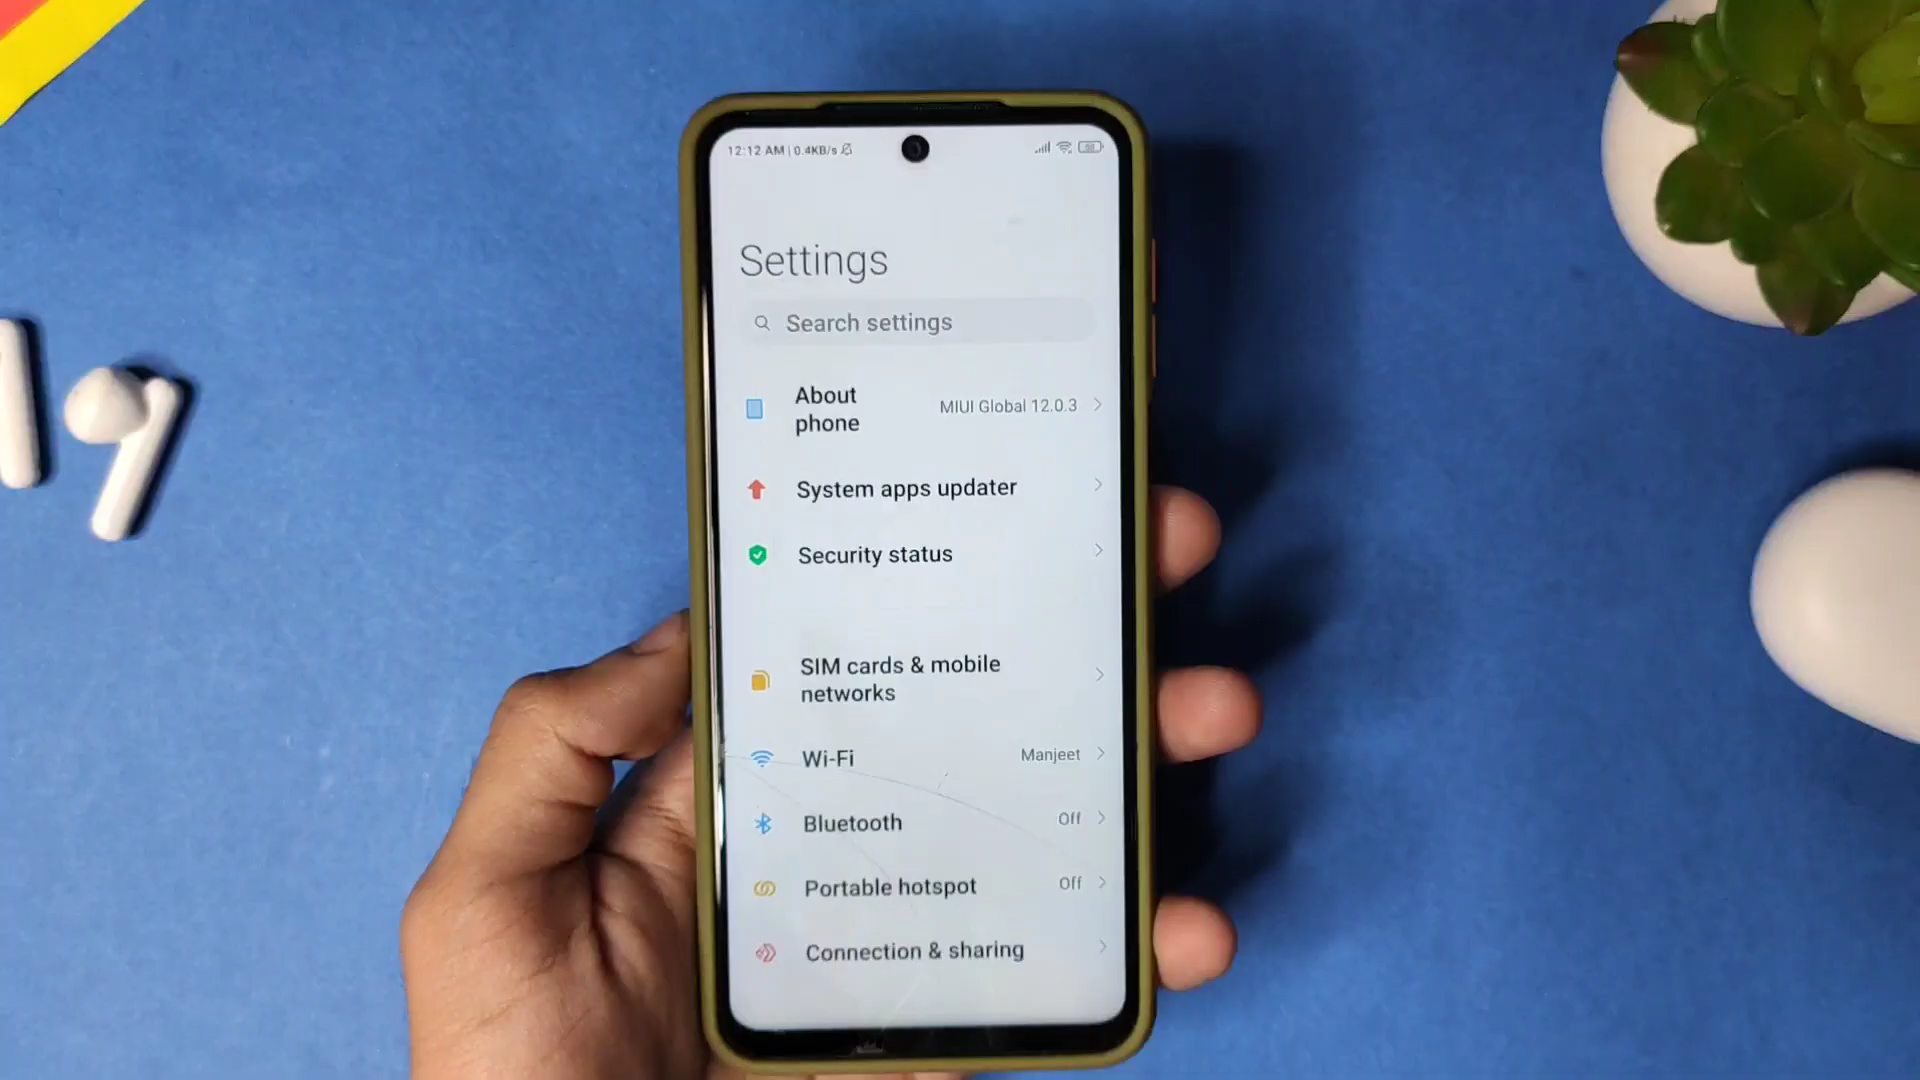 12:12 AM | 0.4KB/s
Settings
Search settings
About
phone
MIUI Global 12.0.3
System apps updater
Security status
SIM cards & mobile
networks
Wi-Fi
Manjeet
Bluetooth
Off
Portable hotspot
Off
Connection & sharing